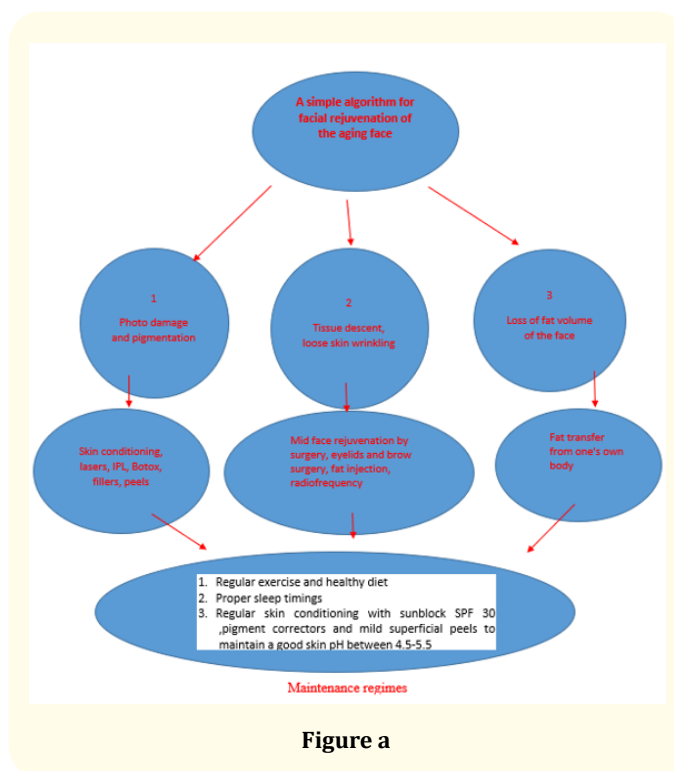 A simple algorithm for
facial rejuvenation of
the aging face
1
Photo damage
and pigmentation
2
Tissue descent,
loose skin wrinkling
3
Loss of fat volume
of the face
Skin conditioning,
lasers, IPL, Botox,
fillers, peels
Mid face rejuvenation by
surgery, eyelids and brow
surgery, fat injection,
radiofrequency
Fat transfer
from one's own
body
1. Regular exercise and healthy diet
2. Proper sleep timings
3. Regular skin conditioning with sunblock SPF 30
,pigment correctors and mild superficial peels to
maintain a good skin pH between 4.5-5.5
Maintenance regimes
Figure a